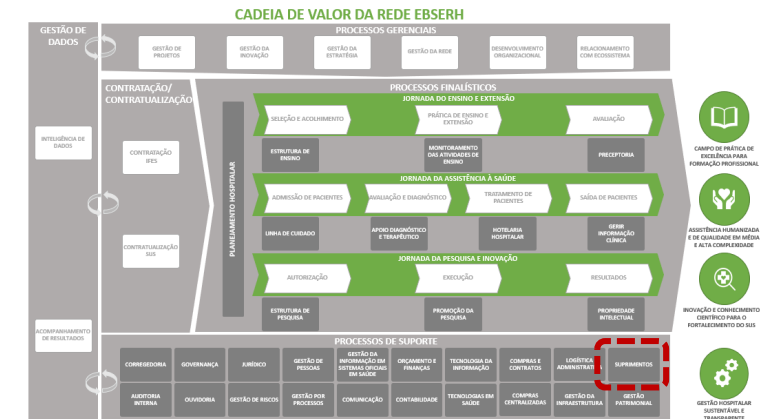 CADEIA DE VALOR DA REDE EBSERH
GESTÃO DE
DADOS
PROCESSOS GERENCIAIS
GESTÃO DE
PROJETOS
GESTÃO DA
INOVAÇÃO
GESTÃO DA
ESTRATÉGIA
GESTÃO DA REDE
DESENVOLVIMENTO
ORGANIZACIONAL
RELACIONAMENTO
COM ECOSSISTEMA
INTELIGÊNCIA DE
DADOS
ACOMPANHAMENTO
DE RESULTADOS
CONTRATAÇÃO/
CONTRATUALIZAÇÃO
CONTRATAÇÃO
IFES
CONTRATUALIZAÇÃO
SUS
PROCESSOS FINALÍSTICOS
PLANEJAMENTO HOSPITALAR
JORNADA DO ENSINO E EXTENSÃO
SELEÇÃO E ACOLHIMENTO
PRÁTICA DE ENSINO E
EXTENSÃO
AVALIAÇÃO
ESTRUTURA DE
ENSINO
MONITORAMENTO
DAS ATIVIDADES DE
ENSINO
PRECEPTORIA
JORNADA DA ASSISTÊNCIA À SAÚDE
ADMISSÃO DE PACIENTES
AVALIAÇÃO E DIAGNÓSTICO
TRATAMENTO DE
PACIENTES
SAÍDA DE PACIENTES
LINHA DE CUIDADO
APOIO DIAGNÓSTICO
E TERAPÊUTICO
HOTELARIA
HOSPITALAR
GERIR
INFORMAÇÃO
CLÍNICA
JORNADA DA PESQUISA E INOVAÇÃO
AUTORIZAÇÃO
EXECUÇÃO
RESULTADOS
ESTRUTURA DE
PESQUISA
PROMOÇÃO DA
PESQUISA
PROPRIEDADE
INTELECTUAL
CAMPO DE PRÁTICA DE
EXCELÊNCIA PARA
FORMAÇÃO PROFISSIONAL
ASSISTÊNCIA HUMANIZADA
E DE QUALIDADE EM MÉDIA
E ALTA COMPLEXIDADE
INOVAÇÃO E CONHECIMENTO
CIENTÍFICO PARA O
FORTALECIMENTO DO SUS
GESTÃO HOSPITALAR
SUSTENTÁVEL E
TRANSPARENTE
PROCESSOS DE SUPORTE
CORREGEDORIA
GOVERNANÇA
JURÍDICO
GESTÃO DE
PESSOAS
GESTÃO DA
INFORMAÇÃO EM
SISTEMAS OFICIAIS
EM SAÚDE
ORÇAMENTO E
FINANÇAS
TECNOLOGIA DA
INFORMAÇÃO
COMPRAS E
CONTRATOS
LOGÍSTICA
ADMINISTRATIVA
SUPRIMENTOS
AUDITORIA
INTERNA
OUVIDORIA
GESTÃO DE RISCOS
GESTÃO POR
PROCESSOS
COMUNICAÇÃO
CONTABILIDADE
TECNOLOGIAS EM
SAÚDE
COMPRAS
CENTRALIZADAS
GESTÃO DA
INFRAESTRUTURA
GESTÃO
PATRIMONIAL